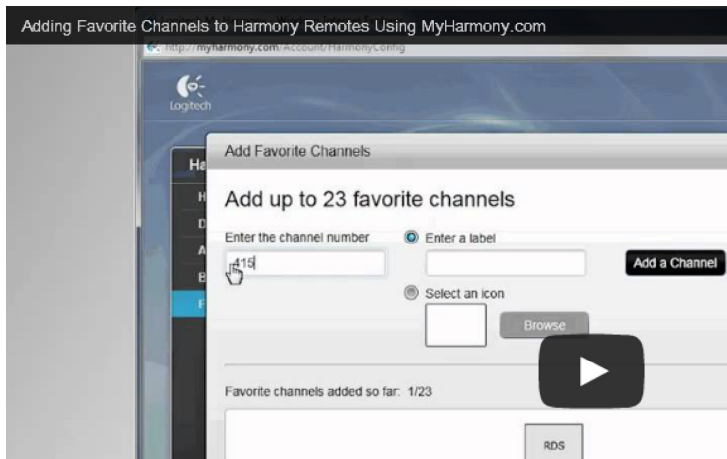 Adding Favorite Channels to Harmony Remotes Using MyHarmony.com
http://myharmony.com/Account/HarmonyConfig
Logitech
Add Favorite Channels
Ha
Add up to 23 favorite channels
H
D
Enter the channel number
Enter a label
A
415
Add a Channel
B
Select an icon
F
Browse
Favorite channels added so far: 1/23
RDS